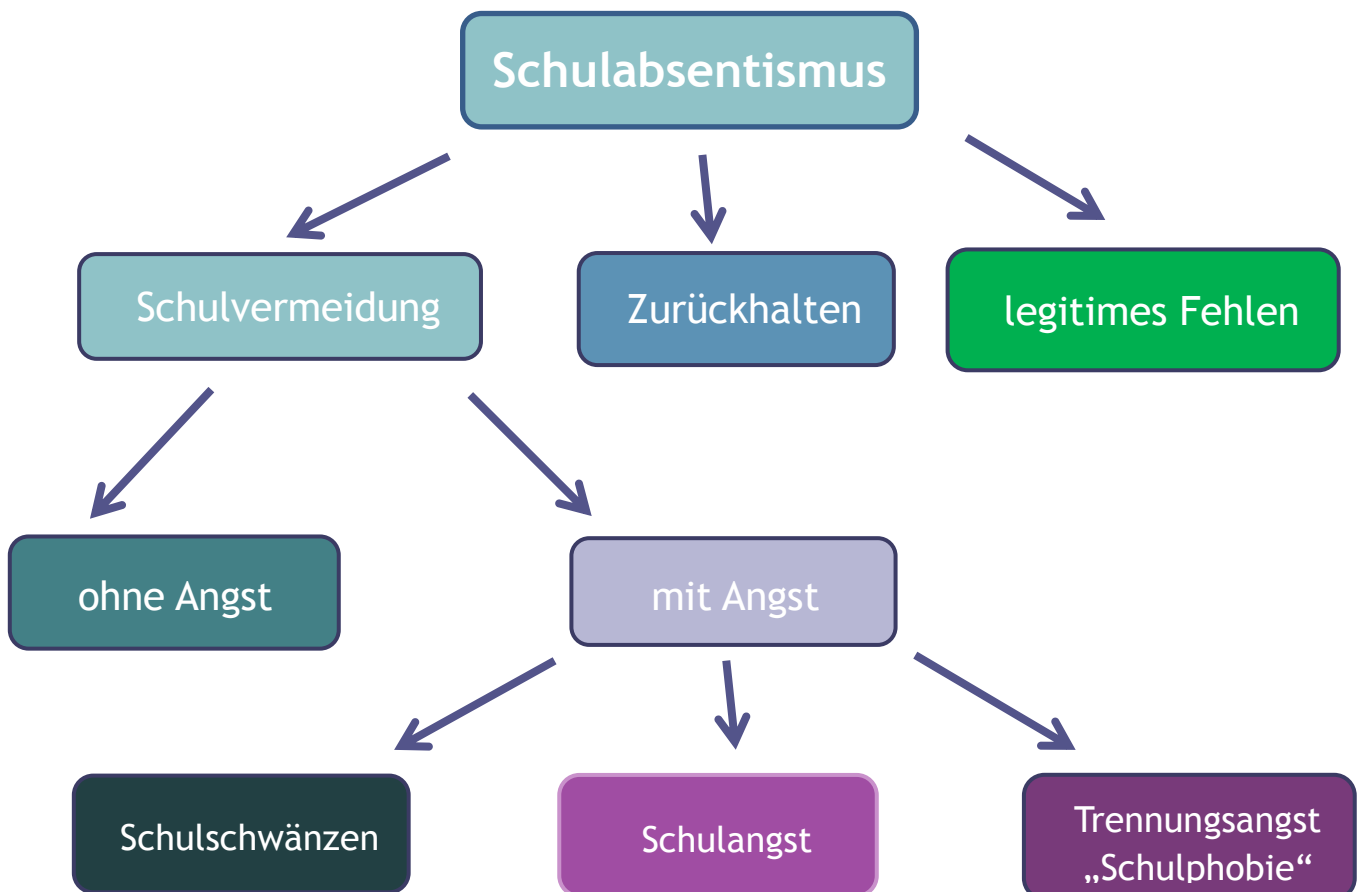 Schulabsentismus
Schulvermeidung
Zurückhalten
legitimes Fehlen
ohne Angst
mit Angst
Schulschwänzen
Schulangst
Trennungsangst
„Schulphobie“